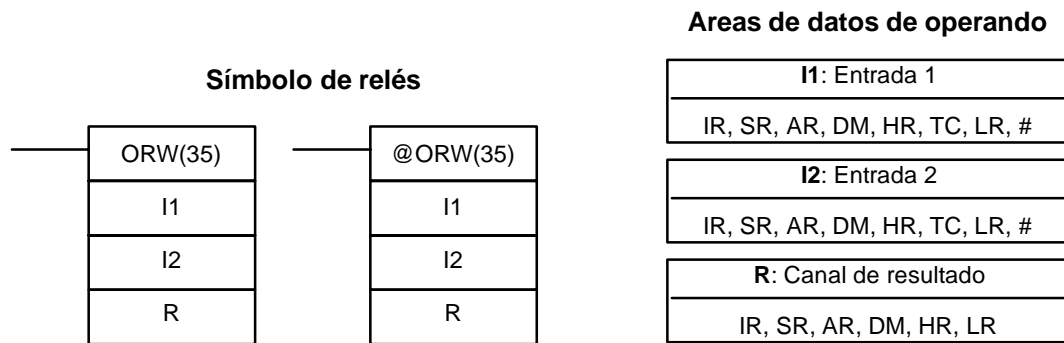 Areas de datos de operando
Símbolo de relés
ORW(35)
I1
I2
R
@ORW(35)
I1
I2
R
I1: Entrada 1
IR, SR, AR, DM, HR, TC, LR, #
I2: Entrada 2
IR, SR, AR, DM, HR, TC, LR, #
R: Canal de resultado
IR, SR, AR, DM, HR, LR